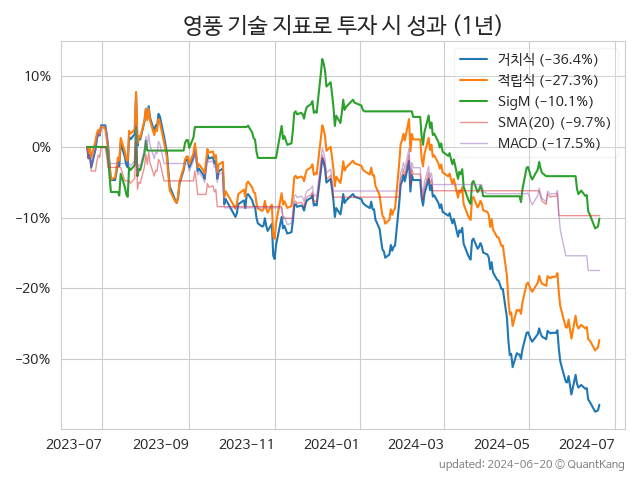 영풍 기술 지표로 투자 시 성과 (1년)
거치식 (−36.4%)
적립식 (−27.3%)
SigM (−10.1%)
SMA(20) (−9.7%)
MACD (−17.5%)
10%
0%
−10%
−20%
−30%
2023-07 2023-09 2023-11 2024-01 2024-03 2024-05 2024-07
updated: 2024-06-20 © QuantKang